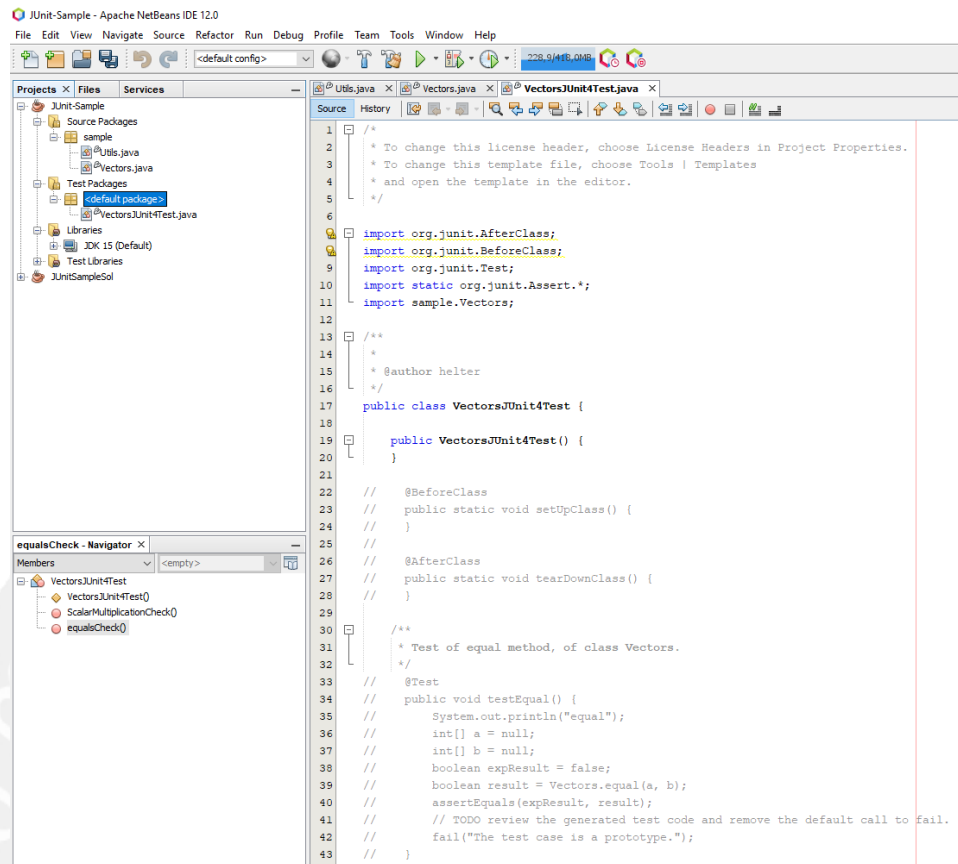 JUnit-Sample - Apache NetBeans IDE 12.0
File Edit View Navigate Source Refactor Run Debug Profile Team Tools Window Help
<default config>
228,9/418,0MB
Projects Files Services
JUnit-Sample
Source Packages
sample
Utils.java
Vectors.java
Test Packages
<default package>
VectorsJUnit4Test.java
Libraries
JDK 15 (Default)
Test Libraries
JUnitSampleSol
equalsCheck - Navigator
Members <empty>
VectorsJUnit4Test
VectorsJUnit4Test()
ScalarMultiplicationCheck()
equalsCheck()
Utils.java Vectors.java VectorsJUnit4Test.java
Source History
1 /*
2 * To change this license header, choose License Headers in Project Properties.
3 * To change this template file, choose Tools | Templates
4 * and open the template in the editor.
5 */
6
import org.junit.AfterClass;
import org.junit.BeforeClass;
9 import org.junit.Test;
10 import static org.junit.Assert.*;
11 import sample.Vectors;
12
13 /**
14 *
15 * @author helter
16 */
17 public class VectorsJUnit4Test {
18
19 public VectorsJUnit4Test() {
20 }
21
22 // @BeforeClass
23 // public static void setUpClass() {
24 // }
25 //
26 // @AfterClass
27 // public static void tearDownClass() {
28 // }
29
30 /**
31 * Test of equal method, of class Vectors.
32 */
33 // @Test
34 // public void testEqual() {
35 // System.out.println("equal");
36 // int[] a = null;
37 // int[] b = null;
38 // boolean expResult = false;
39 // boolean result = Vectors.equal(a, b);
40 // assertEquals(expResult, result);
41 // // TODO review the generated test code and remove the default call to fail.
42 // fail("The test case is a prototype.");
43 // }